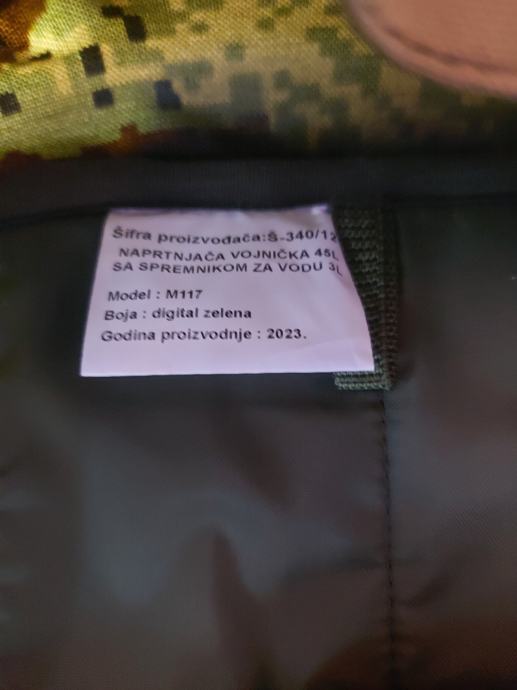 Šifra proizvođača:Š-340/12
NAPRTNJAČA VOJNIČKA 45L
SA SPREMNIKOM ZA VODU 3L
Model : M117
Boja : digital zelena
Godina proizvodnje : 2023.